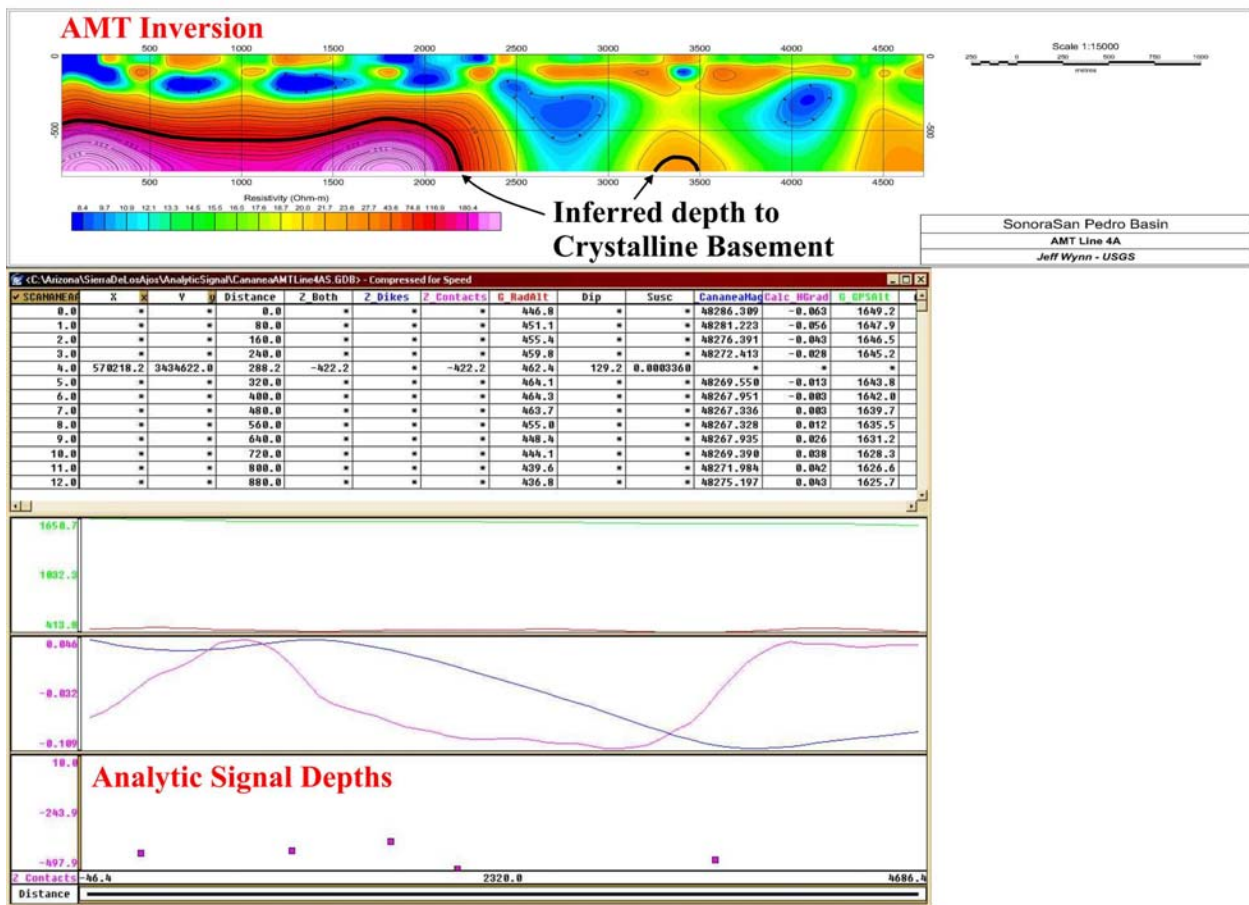 AMT Inversion
500 1000 1500 2000 2500 3000 3500 4000 4500
0 0
-500 -500
500 1000 1500 2000 2500 3000 3500 4000 4500
Scale 1:15000
250 0 250 500 750 1000
metres
Resistivity (Ohm-m)
8.4 9.7 10.9 12.1 13.3 14.5 15.5 16.5 17.6 18.7 20.0 21.7 23.6 27.7 43.6 74.8 116.9 180.4
Inferred depth to
Crystalline Basement
SonoraSan Pedro Basin
AMT Line 4A
Jeff Wynn - USGS
<C:\Arizona\SierraDeLosAjos\AnalyticSignal\CananeaAMTLine4AS.GDB> - Compressed for Speed
✓ SCANANEAA X x Y y Distance Z_Both Z_Dikes Z_Contacts G_RadAlt Dip Susc CananeaMag Calc_HGrad G_GPSAlt
0.0 * * 0.0 * * * 446.8 * * 48286.309 -0.063 1649.2
1.0 * * 80.0 * * * 451.1 * * 48281.223 -0.056 1647.9
2.0 * * 160.0 * * * 455.4 * * 48276.391 -0.043 1646.5
3.0 * * 240.0 * * * 459.8 * * 48272.413 -0.028 1645.2
4.0 570218.2 3434622.0 288.2 -422.2 * -422.2 462.4 129.2 0.0003360 * * *
5.0 * * 320.0 * * * 464.1 * * 48269.550 -0.013 1643.8
6.0 * * 400.0 * * * 464.3 * * 48267.951 -0.003 1642.0
7.0 * * 480.0 * * * 463.7 * * 48267.336 0.003 1639.7
8.0 * * 560.0 * * * 455.0 * * 48267.328 0.012 1635.5
9.0 * * 640.0 * * * 448.4 * * 48267.935 0.026 1631.2
10.0 * * 720.0 * * * 444.1 * * 48269.390 0.038 1628.3
11.0 * * 800.0 * * * 439.6 * * 48271.984 0.042 1626.6
12.0 * * 880.0 * * * 436.8 * * 48275.197 0.043 1625.7
1650.7
1032.3
413.8
0.046
-0.032
-0.109
10.0
Analytic Signal Depths
-243.9
-497.9
Z_Contacts -46.4 2320.0 4686.4
Distance